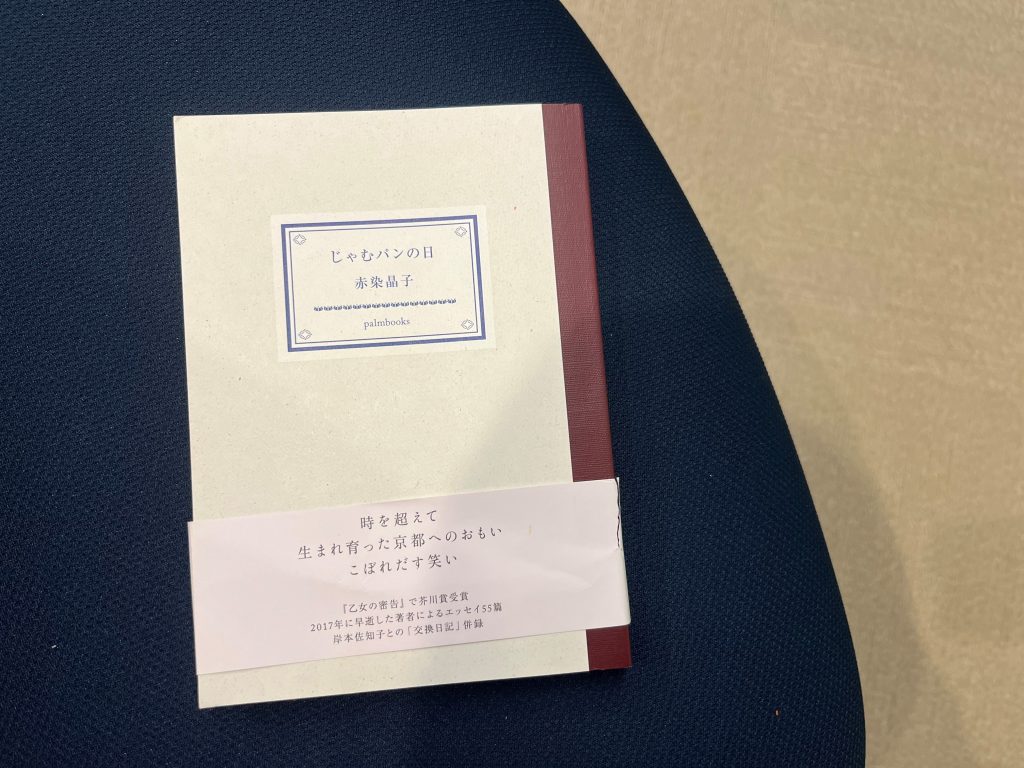 じゃむパンの日
赤染晶子
palmbooks
時を超えて
生まれ育った京都へのおもい
こぼれだす笑い
『乙女の密告』で芥川賞受賞
2017年に早逝した著者によるエッセイ55篇
岸本佐知子との「交換日記」併録